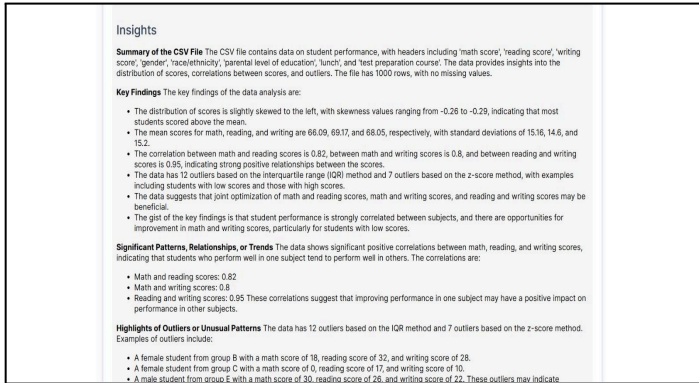 Insights
Summary of the CSV File The CSV file contains data on student performance, with headers including 'math score', 'reading score', 'writing
score', 'gender', 'race/ethnicity', 'parental level of education', 'lunch', and 'test preparation course'. The data provides insights into the
distribution of scores, correlations between scores, and outliers. The file has 1000 rows, with no missing values.
Key Findings The key findings of the data analysis are:
• The distribution of scores is slightly skewed to the left, with skewness values ranging from -0.26 to -0.29, indicating that most
students scored above the mean.
• The mean scores for math, reading, and writing are 66.09, 69.17, and 68.05, respectively, with standard deviations of 15.16, 14.6, and
15.2.
• The correlation between math and reading scores is 0.82, between math and writing scores is 0.8, and between reading and writing
scores is 0.95, indicating strong positive relationships between the scores.
• The data has 12 outliers based on the interquartile range (IQR) method and 7 outliers based on the z-score method, with examples
including students with low scores and those with high scores.
• The data suggests that joint optimization of math and reading scores, math and writing scores, and reading and writing scores may be
beneficial.
• The gist of the key findings is that student performance is strongly correlated between subjects, and there are opportunities for
improvement in math and writing scores, particularly for students with low scores.
Significant Patterns, Relationships, or Trends The data shows significant positive correlations between math, reading, and writing scores,
indicating that students who perform well in one subject tend to perform well in others. The correlations are:
• Math and reading scores: 0.82
• Math and writing scores: 0.8
• Reading and writing scores: 0.95 These correlations suggest that improving performance in one subject may have a positive impact on
performance in other subjects.
Highlights of Outliers or Unusual Patterns The data has 12 outliers based on the IQR method and 7 outliers based on the z-score method.
Examples of outliers include:
• A female student from group B with a math score of 18, reading score of 32, and writing score of 28.
• A female student from group C with a math score of 0, reading score of 17, and writing score of 10.
• A male student from group E with a math score of 30, reading score of 26, and writing score of 22. These outliers may indicate